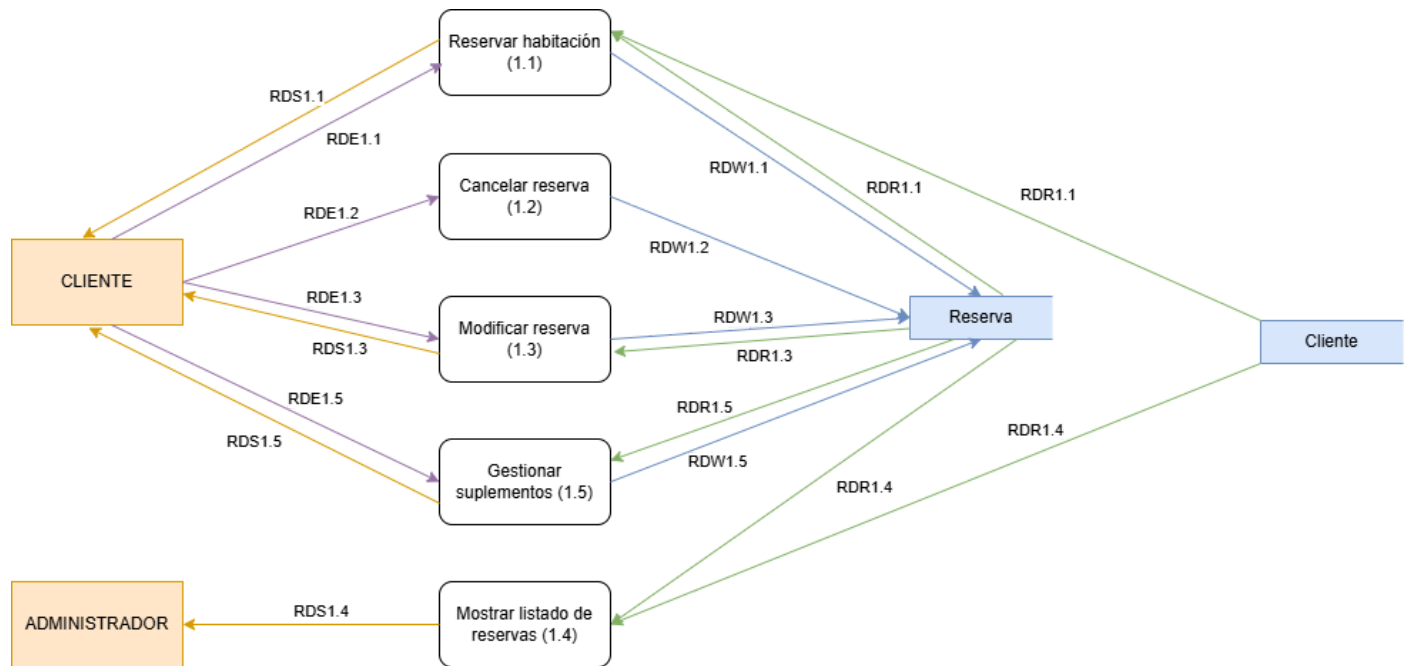 Reservar habitación
(1.1)
RDS1.1
RDE1.1
RDW1.1
RDR1.1
RDR1.1
Cancelar reserva
(1.2)
RDE1.2
RDW1.2
CLIENTE
RDE1.3
RDS1.3
Modificar reserva
(1.3)
RDW1.3
RDR1.3
Reserva
Cliente
RDE1.5
RDS1.5
Gestionar
suplementos (1.5)
RDR1.5
RDW1.5
RDR1.4
RDR1.4
ADMINISTRADOR
RDS1.4
Mostrar listado de
reservas (1.4)